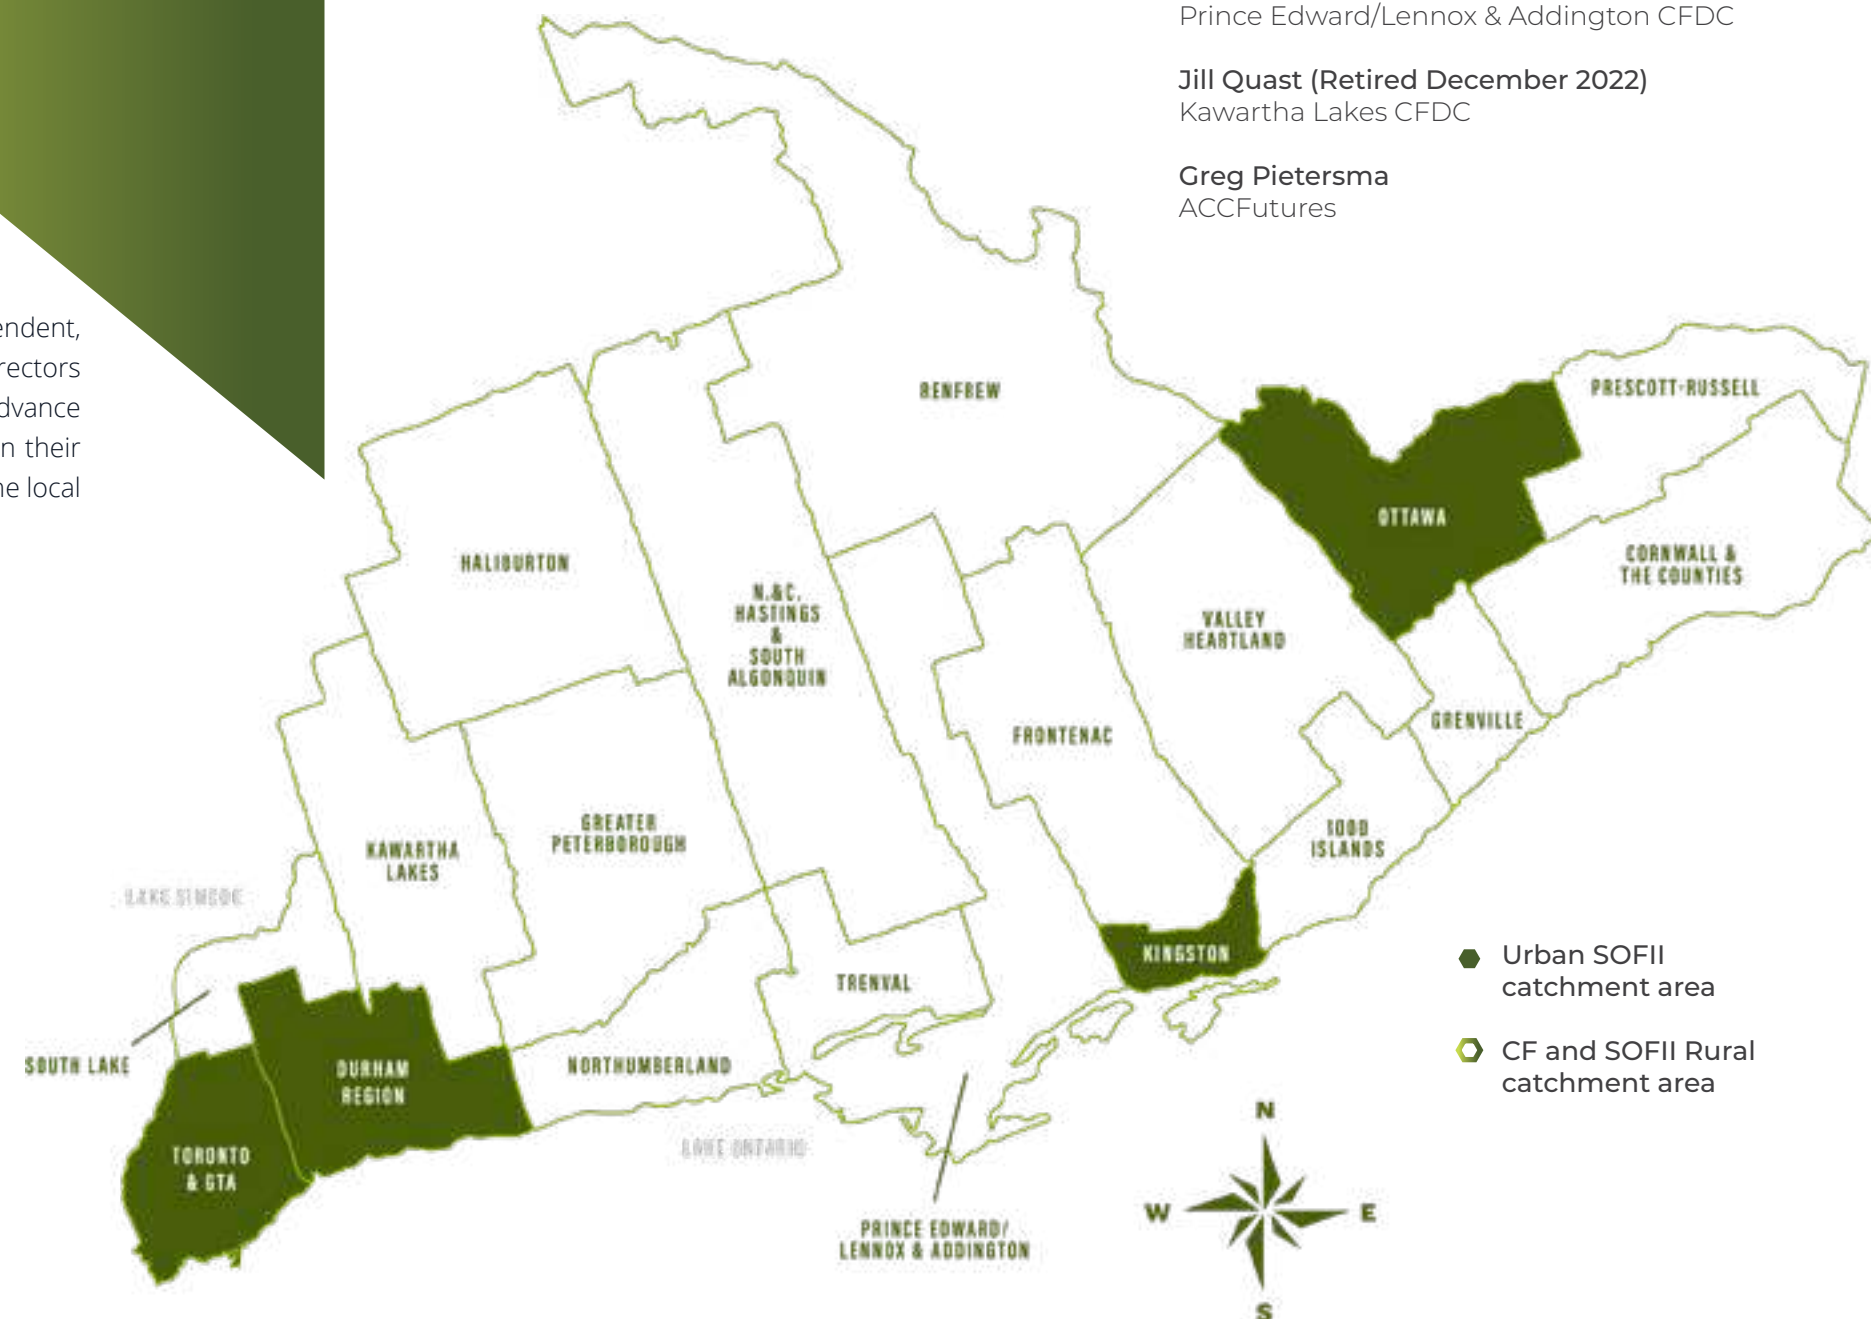 Prince Edward/Lennox & Addington CFDC
Jill Quast (Retired December 2022)
Kawartha Lakes CFDC
Greg Pietersma
ACCFutures
endent,
rectors
dvance
n their
ne local
RENFREW
PRESCOTT-RUSSELL
OTTAWA
CORNWALL &
THE COUNTIES
HALIBURTON
N.&C.
HASTINGS
&
SOUTH
ALGONQUIN
VALLEY
HEARTLAND
GRENVILLE
FRONTENAC
1000
ISLANDS
GREATER
PETERBOROUGH
KAWARTHA
LAKES
LAKE SIMCOE
KINGSTON
TRENVAL
SOUTH LAKE
DURHAM
REGION
NORTHUMBERLAND
TORONTO
& GTA
LAKE ONTARIO
PRINCE EDWARD/
LENNOX & ADDINGTON
Urban SOFII
catchment area
CF and SOFII Rural
catchment area
N
W
E
S